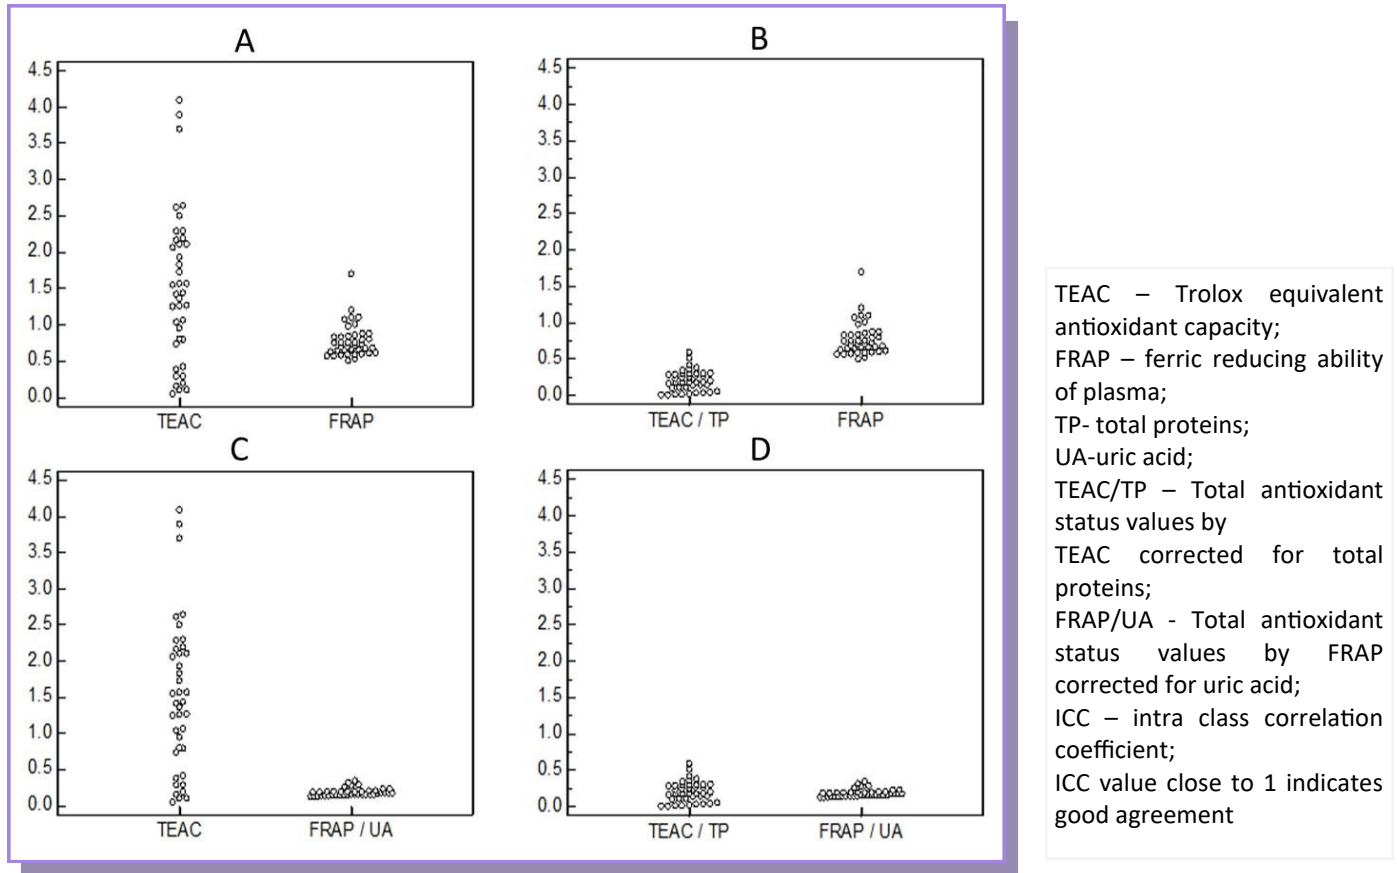 A
4.5
4.0
3.5
3.0
2.5
2.0
1.5
1.0
0.5
0.0
TEAC FRAP
B
4.5
4.0
3.5
3.0
2.5
2.0
1.5
1.0
0.5
0.0
TEAC / TP FRAP
C
4.5
4.0
3.5
3.0
2.5
2.0
1.5
1.0
0.5
0.0
TEAC FRAP / UA
D
4.5
4.0
3.5
3.0
2.5
2.0
1.5
1.0
0.5
0.0
TEAC / TP FRAP / UA
TEAC – Trolox equivalent
antioxidant capacity;
FRAP – ferric reducing ability
of plasma;
TP- total proteins;
UA-uric acid;
TEAC/TP – Total antioxidant
status values by
TEAC corrected for total
proteins;
FRAP/UA - Total antioxidant
status values by FRAP
corrected for uric acid;
ICC – intra class correlation
coefficient;
ICC value close to 1 indicates
good agreement